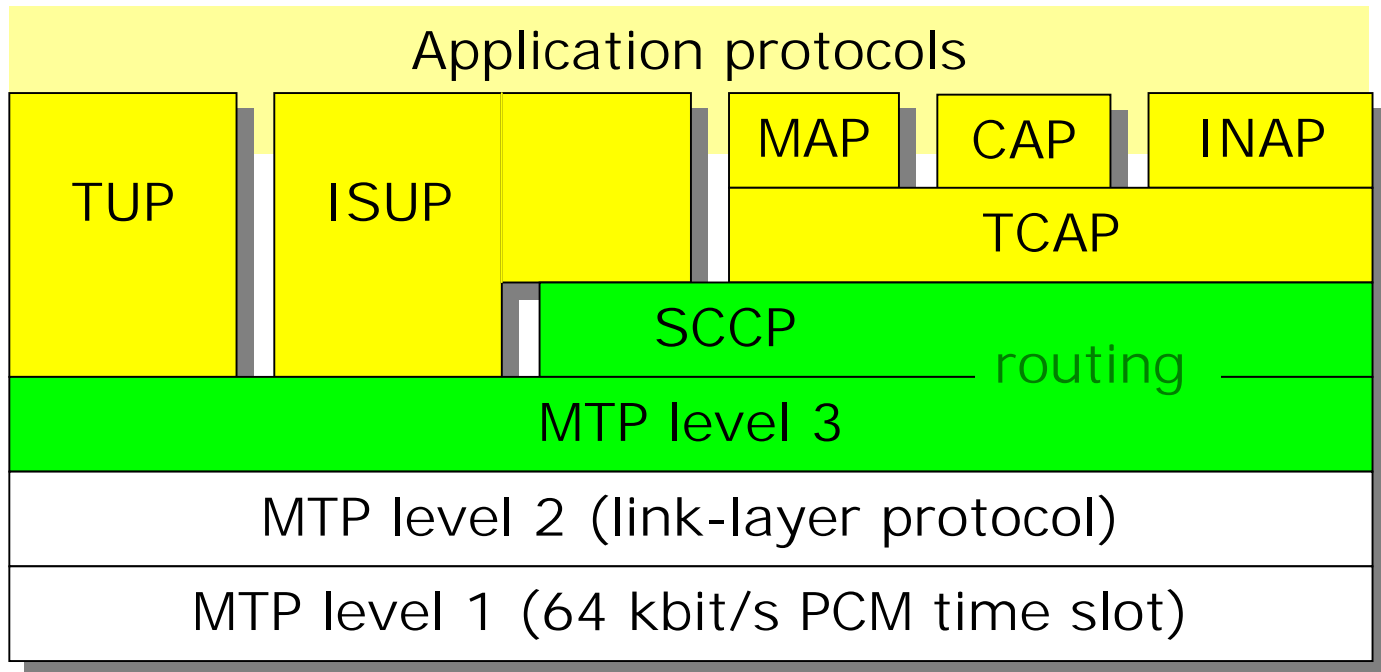 Application protocols
MAP CAP INAP
TUP ISUP
TCAP
SCCP
routing
MTP level 3
MTP level 2 (link-layer protocol)
MTP level 1 (64 kbit/s PCM time slot)